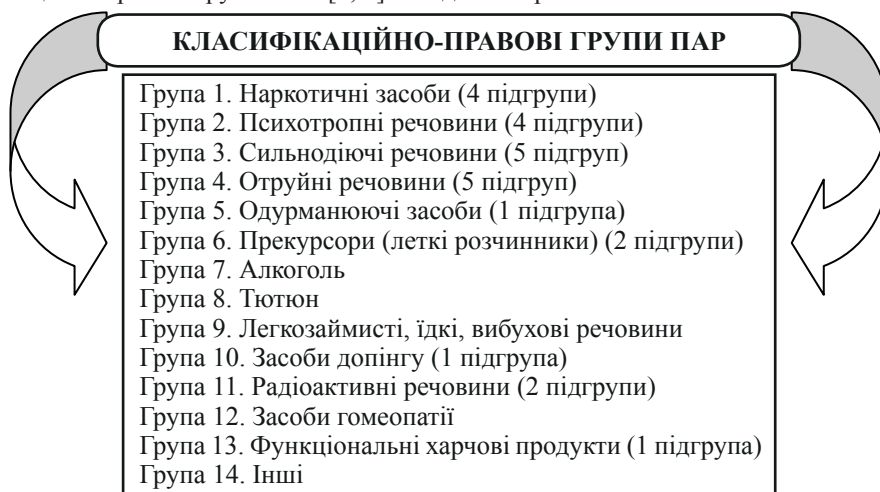 КЛАСИФІКАЦІЙНО-ПРАВОВІ ГРУПИ ПАР
Група 1. Наркотичні засоби (4 підгрупи)
Група 2. Психотропні речовини (4 підгрупи)
Група 3. Сильнодіючі речовини (5 підгруп)
Група 4. Отруйні речовини (5 підгруп)
Група 5. Одурманюючі засоби (1 підгрупа)
Група 6. Прекурсори (леткі розчинники) (2 підгрупи)
Група 7. Алкоголь
Група 8. Тютюн
Група 9. Легкозаймисті, їдкі, вибухові речовини
Група 10. Засоби допінгу (1 підгрупа)
Група 11. Радіоактивні речовини (2 підгрупи)
Група 12. Засоби гомеопатії
Група 13. Функціональні харчові продукти (1 підгрупа)
Група 14. Інші